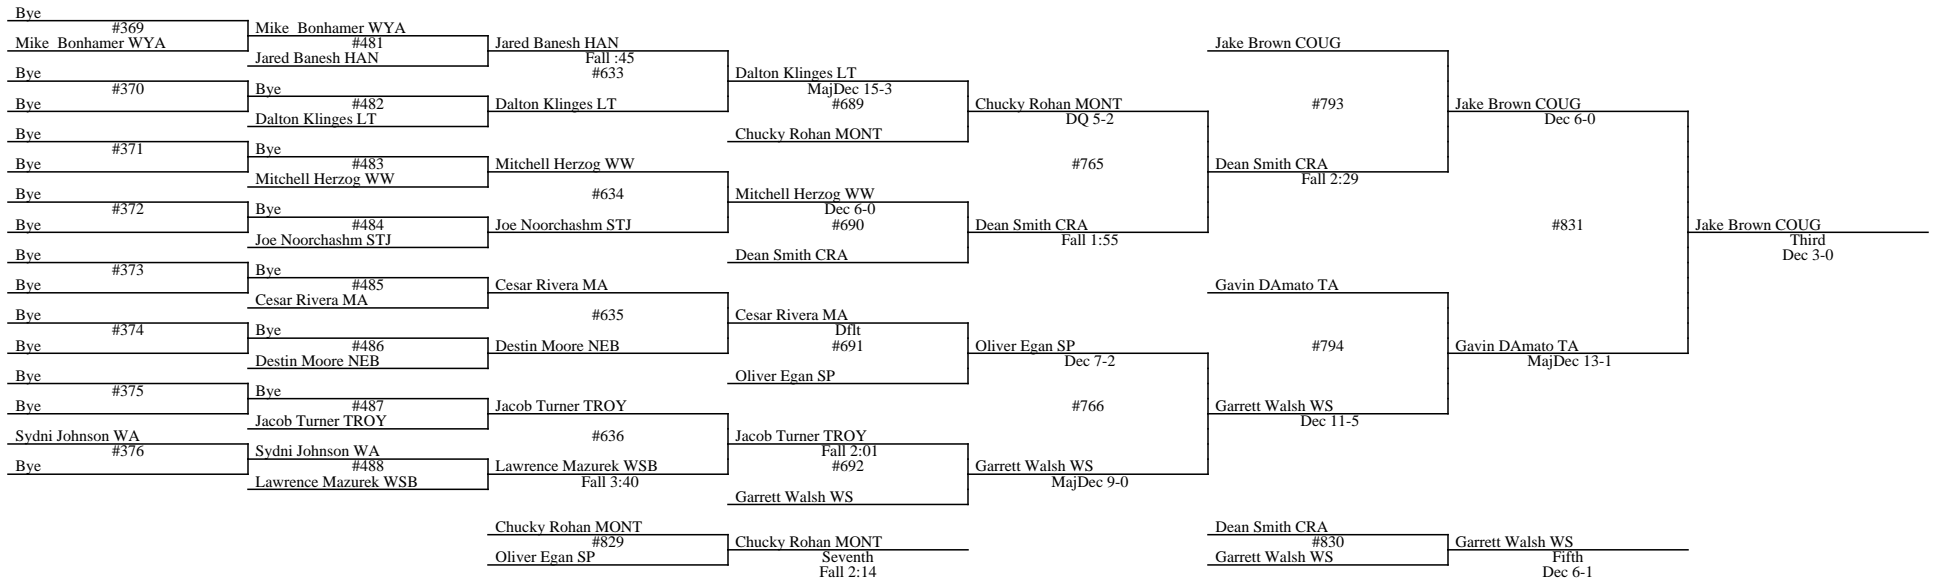 Bye
#369
Mike  Bonhamer WYA
Bye
#370
Bye
Bye
#371
Bye
Bye
#372
Bye
Bye
#373
Bye
Bye
#374
Bye
Bye
#375
Bye
Sydni Johnson WA
#376
Bye
Mike  Bonhamer WYA
#481
Jared Banesh HAN
Bye
#482
Dalton Klinges LT
Bye
#483
Mitchell Herzog WW
Bye
#484
Joe Noorchashm STJ
Bye
#485
Cesar Rivera MA
Bye
#486
Destin Moore NEB
Bye
#487
Jacob Turner TROY
Sydni Johnson WA
#488
Lawrence Mazurek WSB
Jared Banesh HAN
Fall :45
#633
Dalton Klinges LT
Mitchell Herzog WW
#634
Joe Noorchashm STJ
Cesar Rivera MA
#635
Destin Moore NEB
Jacob Turner TROY
#636
Lawrence Mazurek WSB
Fall 3:40
Dalton Klinges LT
MajDec 15-3
#689
Chucky Rohan MONT
Mitchell Herzog WW
Dec 6-0
#690
Dean Smith CRA
Cesar Rivera MA
Dflt
#691
Oliver Egan SP
Jacob Turner TROY
Fall 2:01
#692
Garrett Walsh WS
Chucky Rohan MONT
DQ 5-2
#765
Dean Smith CRA
Fall 1:55
Oliver Egan SP
Dec 7-2
#766
Garrett Walsh WS
MajDec 9-0
Jake Brown COUG
#793
Dean Smith CRA
Fall 2:29
Gavin DAmato TA
#794
Garrett Walsh WS
Dec 11-5
Jake Brown COUG
Dec 6-0
#831
Gavin DAmato TA
MajDec 13-1
Jake Brown COUG
Third
Dec 3-0
Chucky Rohan MONT
#829
Oliver Egan SP
Chucky Rohan MONT
Seventh
Fall 2:14
Dean Smith CRA
#830
Garrett Walsh WS
Garrett Walsh WS
Fifth
Dec 6-1